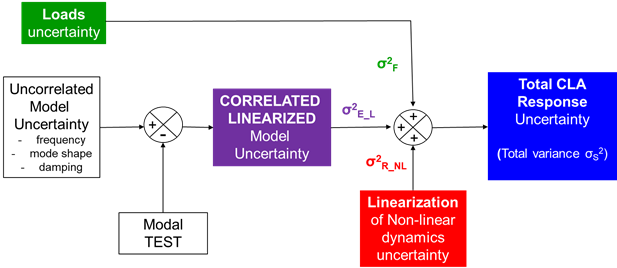 Loads
uncertainty
σ²F
Uncorrelated
Model
Uncertainty
- frequency
- mode shape
- damping
+
-
CORRELATED
LINEARIZED
Model
Uncertainty
σ²E_L
+
+ +
+
Total CLA
Response
Uncertainty
(Total variance σS²)
σ²R_NL
Modal
TEST
Linearization
of Non-linear
dynamics
uncertainty